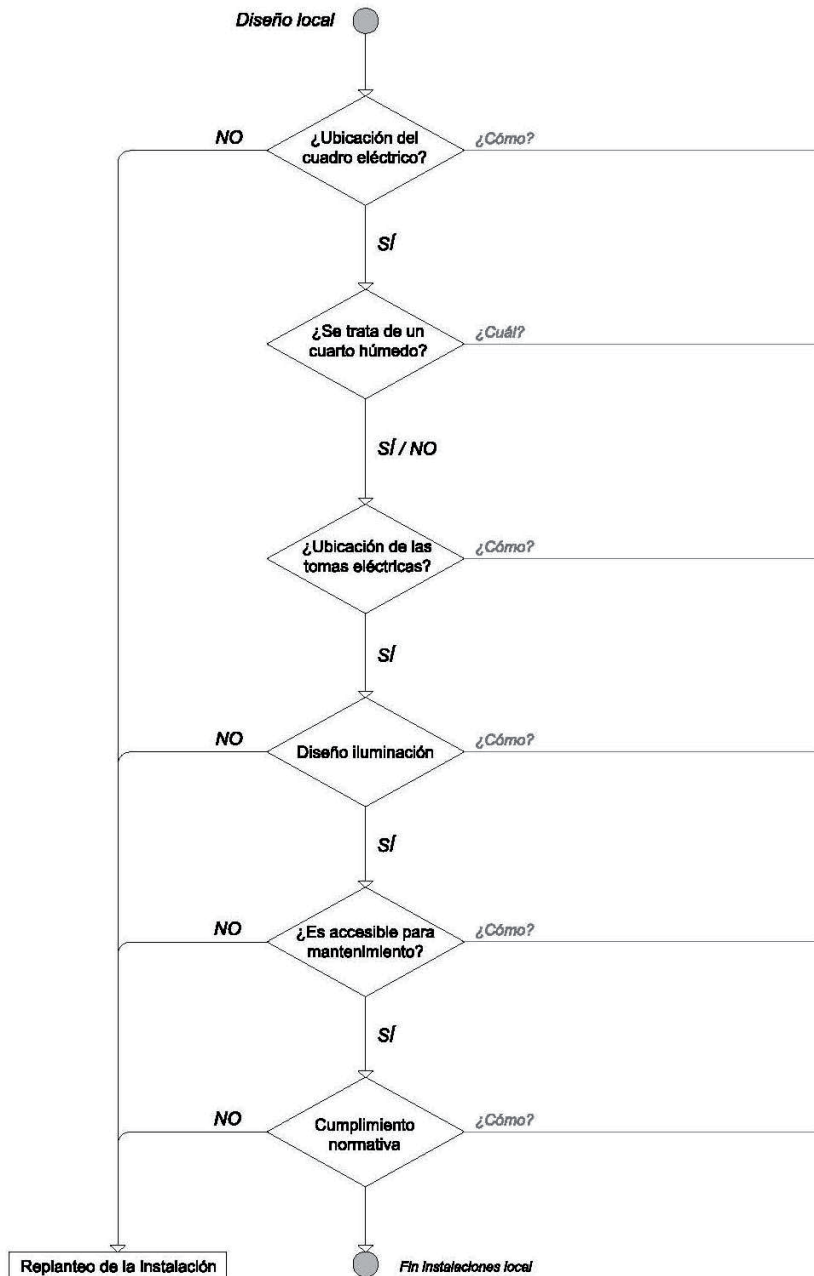 Diseño local
NO
¿Ubicación del
cuadro eléctrico?
¿Cómo?
SÍ
¿Se trata de un
cuarto húmedo?
¿Cuál?
SÍ / NO
¿Ubicación de las
tomas eléctricas?
¿Cómo?
SÍ
NO
Diseño iluminación
¿Cómo?
SÍ
NO
¿Es accesible para
mantenimiento?
¿Cómo?
SÍ
NO
Cumplimiento
normativa
¿Cómo?
Replanteo de la instalación
Fin instalaciones local